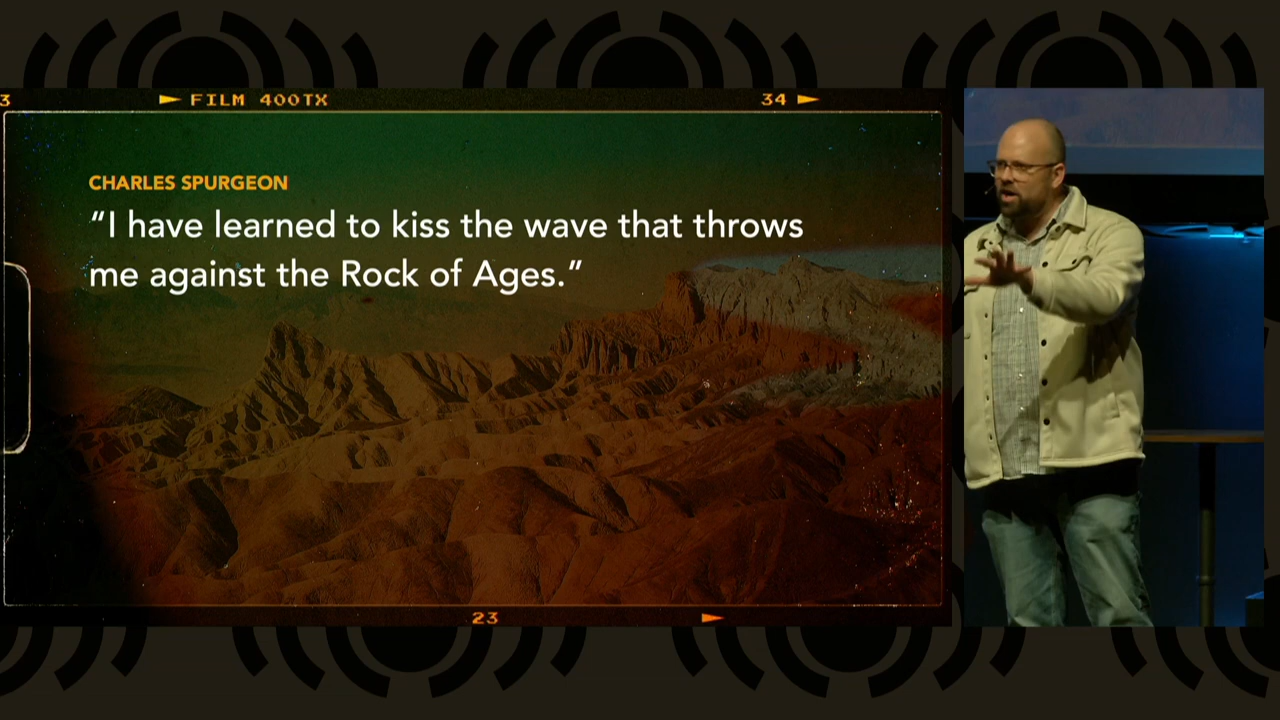 3 FILM 400TX 34
CHARLES SPURGEON
“I have learned to kiss the wave that throws
me against the Rock of Ages.”
23